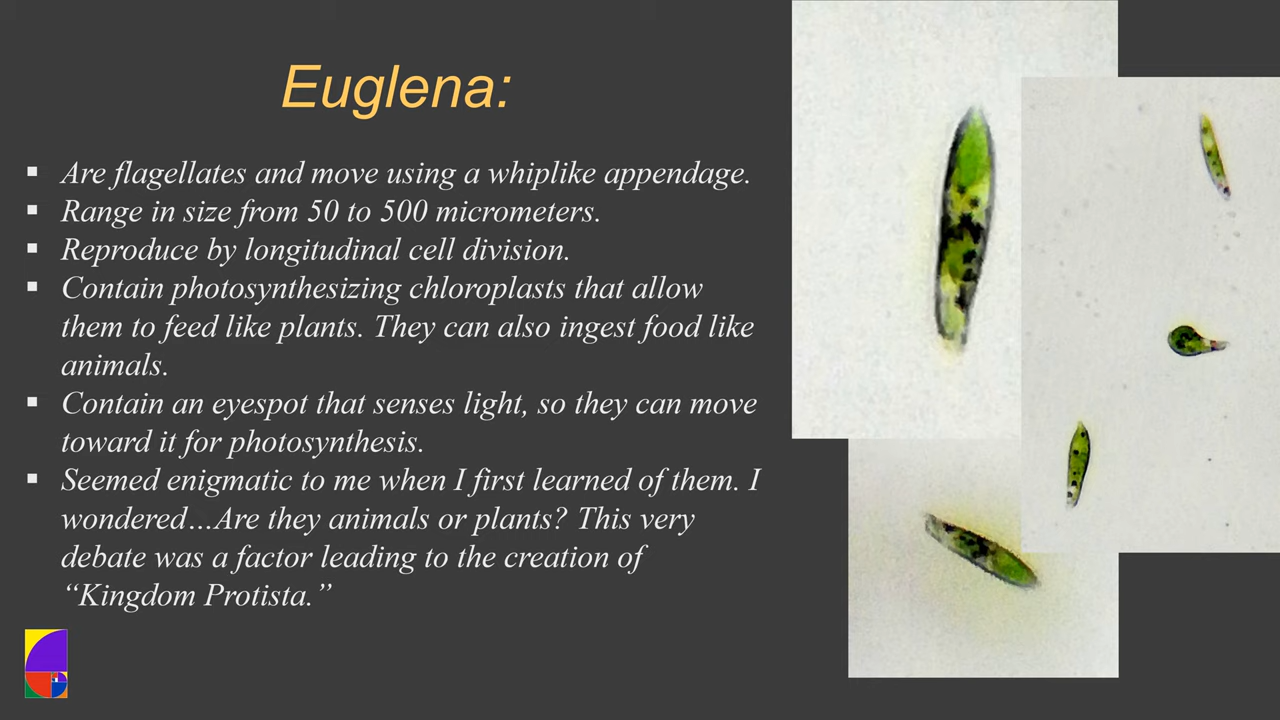 Euglena:
▪ Are flagellates and move using a whiplike appendage.
▪ Range in size from 50 to 500 micrometers.
▪ Reproduce by longitudinal cell division.
▪ Contain photosynthesizing chloroplasts that allow
them to feed like plants. They can also ingest food like
animals.
▪ Contain an eyespot that senses light, so they can move
toward it for photosynthesis.
▪ Seemed enigmatic to me when I first learned of them. I
wondered…Are they animals or plants? This very
debate was a factor leading to the creation of
“Kingdom Protista.”